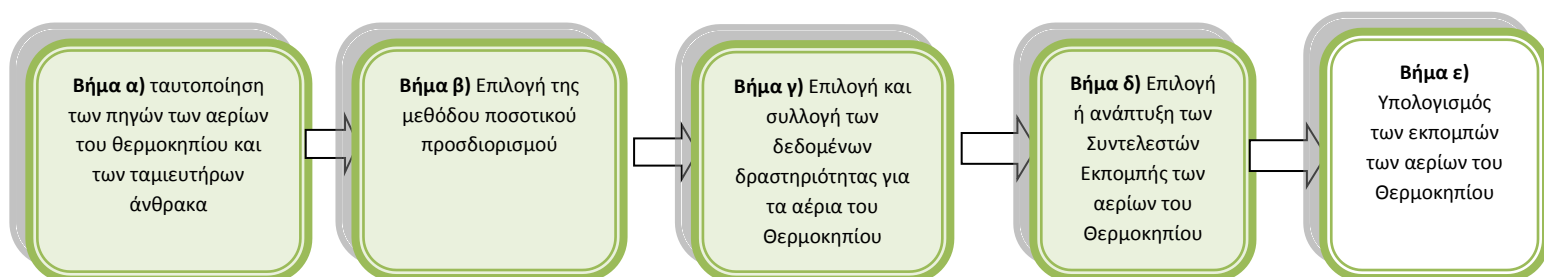 Βήμα α) ταυτοποίηση
των πηγών των αερίων
του θερμοκηπίου και
των ταμιευτήρων
άνθρακα
Βήμα β) Επιλογή της
μεθόδου ποσοτικού
προσδιορισμού
Βήμα γ) Επιλογή και
συλλογή των
δεδομένων
δραστηριότητας για
τα αέρια του
Θερμοκηπίου
Βήμα δ) Επιλογή
ή ανάπτυξη των
Συντελεστών
Εκπομπής των
αερίων του
Θερμοκηπίου
Βήμα ε)
Υπολογισμός
των εκπομπών
των αερίων του
Θερμοκηπίου